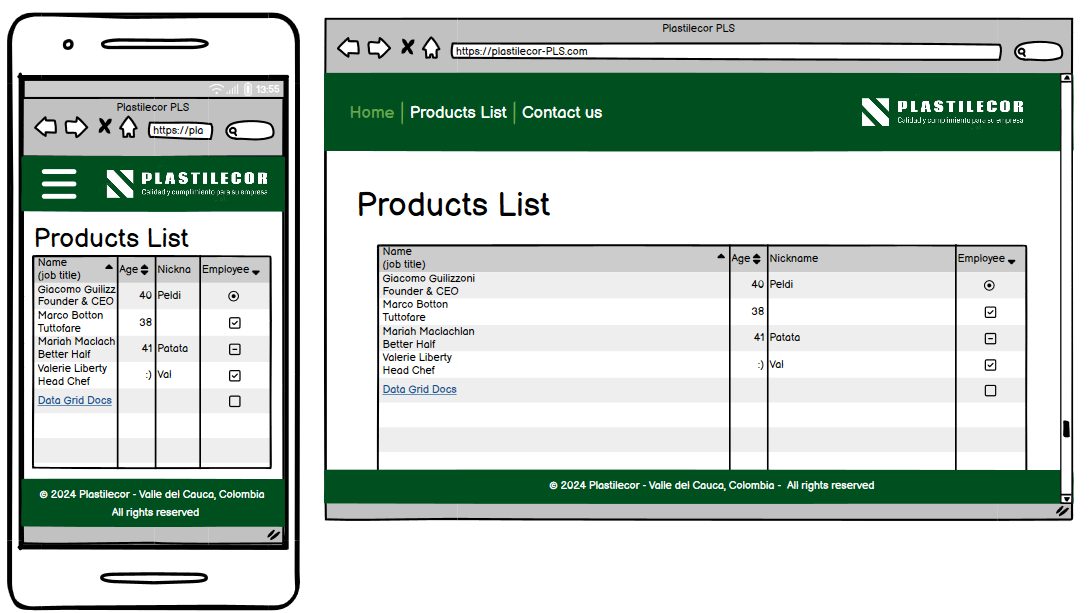 13:55
Plastilecor PLS
https://pla
PLASTILECOR
Calidad y cumplimiento para su empresa
Products List
Name
(job title)
Age
Nickna
Employee
Giacomo Guilizz
Founder & CEO
40
Peldi
Marco Botton
Tuttofare
38
Mariah Maclach
Better Half
41
Patata
Valerie Liberty
Head Chef
:)
Val
Data Grid Docs
© 2024 Plastilecor - Valle del Cauca, Colombia
All rights reserved
Plastilecor PLS
https://plastilecor-PLS.com
Home
Products List
Contact us
PLASTILECOR
Calidad y cumplimiento para su empresa
Products List
Name
(job title)
Age
Nickname
Employee
Giacomo Guilizzoni
Founder & CEO
40
Peldi
Marco Botton
Tuttofare
38
Mariah Maclachlan
Better Half
41
Patata
Valerie Liberty
Head Chef
:)
Val
Data Grid Docs
© 2024 Plastilecor - Valle del Cauca, Colombia - All rights reserved